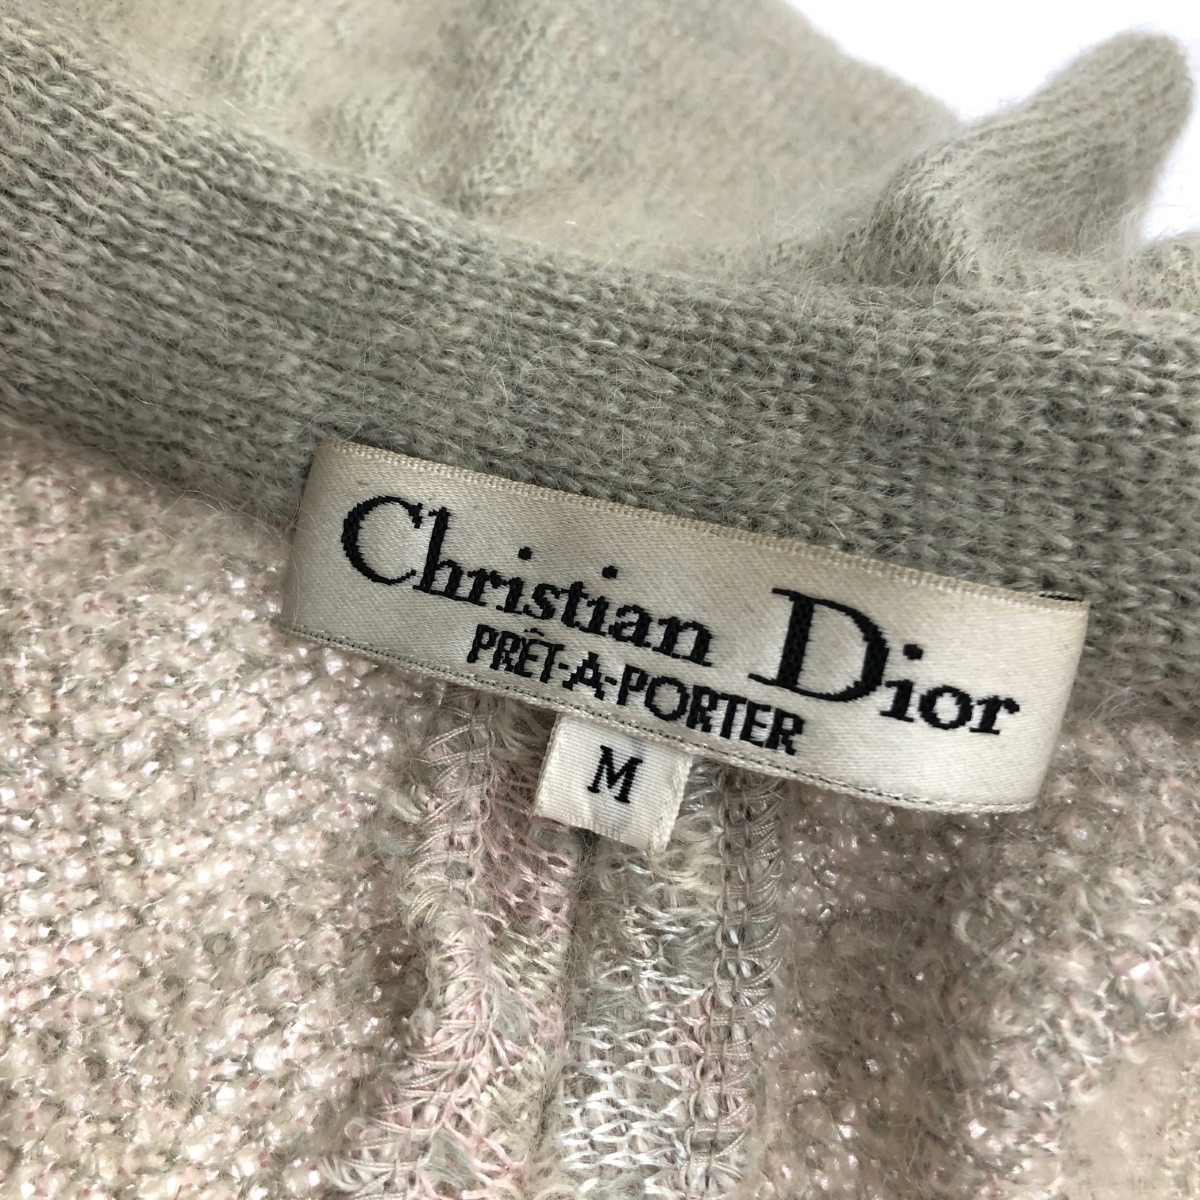 Christian Dior
PRÊT-A-PORTER
M